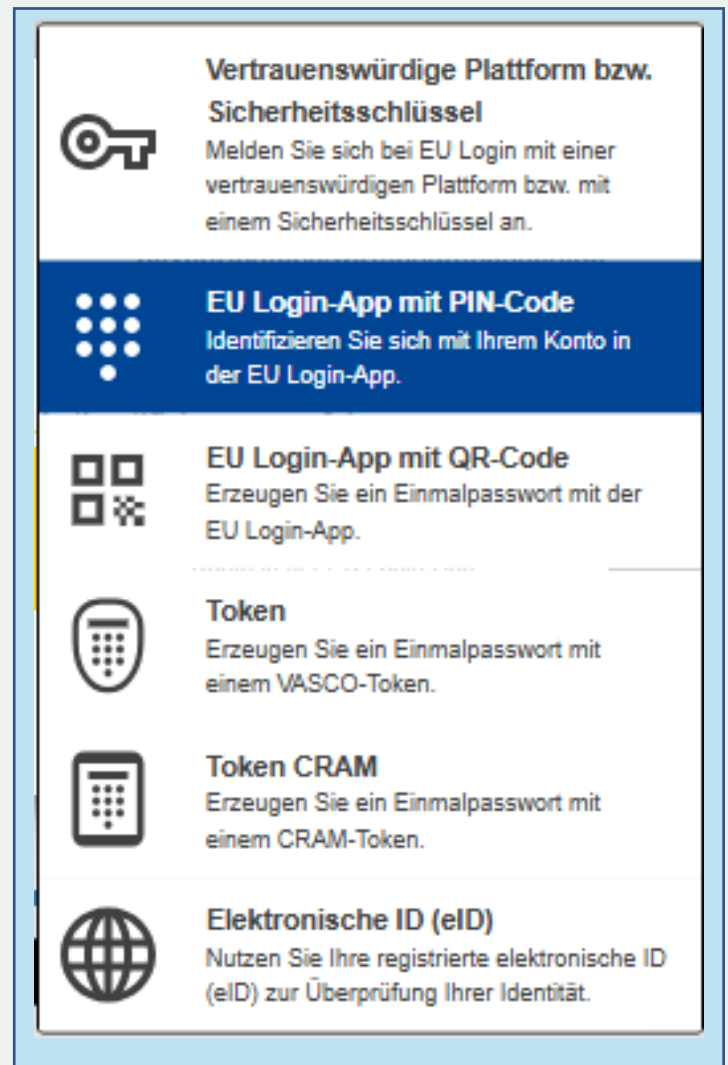 Vertrauenswürdige Plattform bzw.
Sicherheitsschlüssel
Melden Sie sich bei EU Login mit einer
vertrauenswürdigen Plattform bzw. mit
einem Sicherheitsschlüssel an.
EU Login-App mit PIN-Code
Identifizieren Sie sich mit Ihrem Konto in
der EU Login-App.
EU Login-App mit QR-Code
Erzeugen Sie ein Einmalpasswort mit der
EU Login-App.
Token
Erzeugen Sie ein Einmalpasswort mit
einem VASCO-Token.
Token CRAM
Erzeugen Sie ein Einmalpasswort mit
einem CRAM-Token.
Elektronische ID (eID)
Nutzen Sie Ihre registrierte elektronische ID
(eID) zur Überprüfung Ihrer Identität.